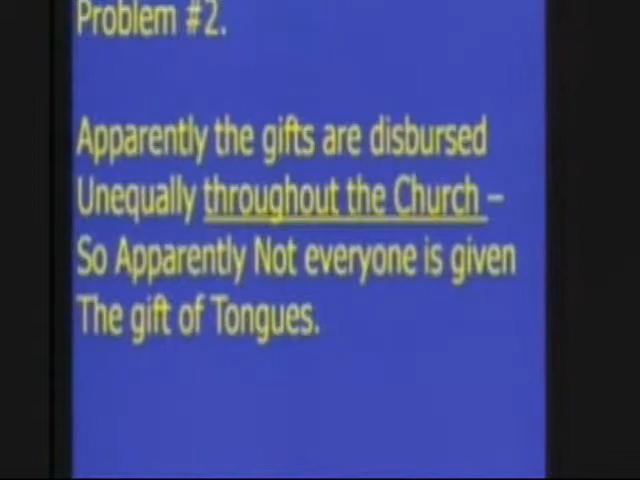 Problem #2.
Apparently the gifts are disbursed
Unequally throughout the Church –
So Apparently Not everyone is given
The gift of Tongues.